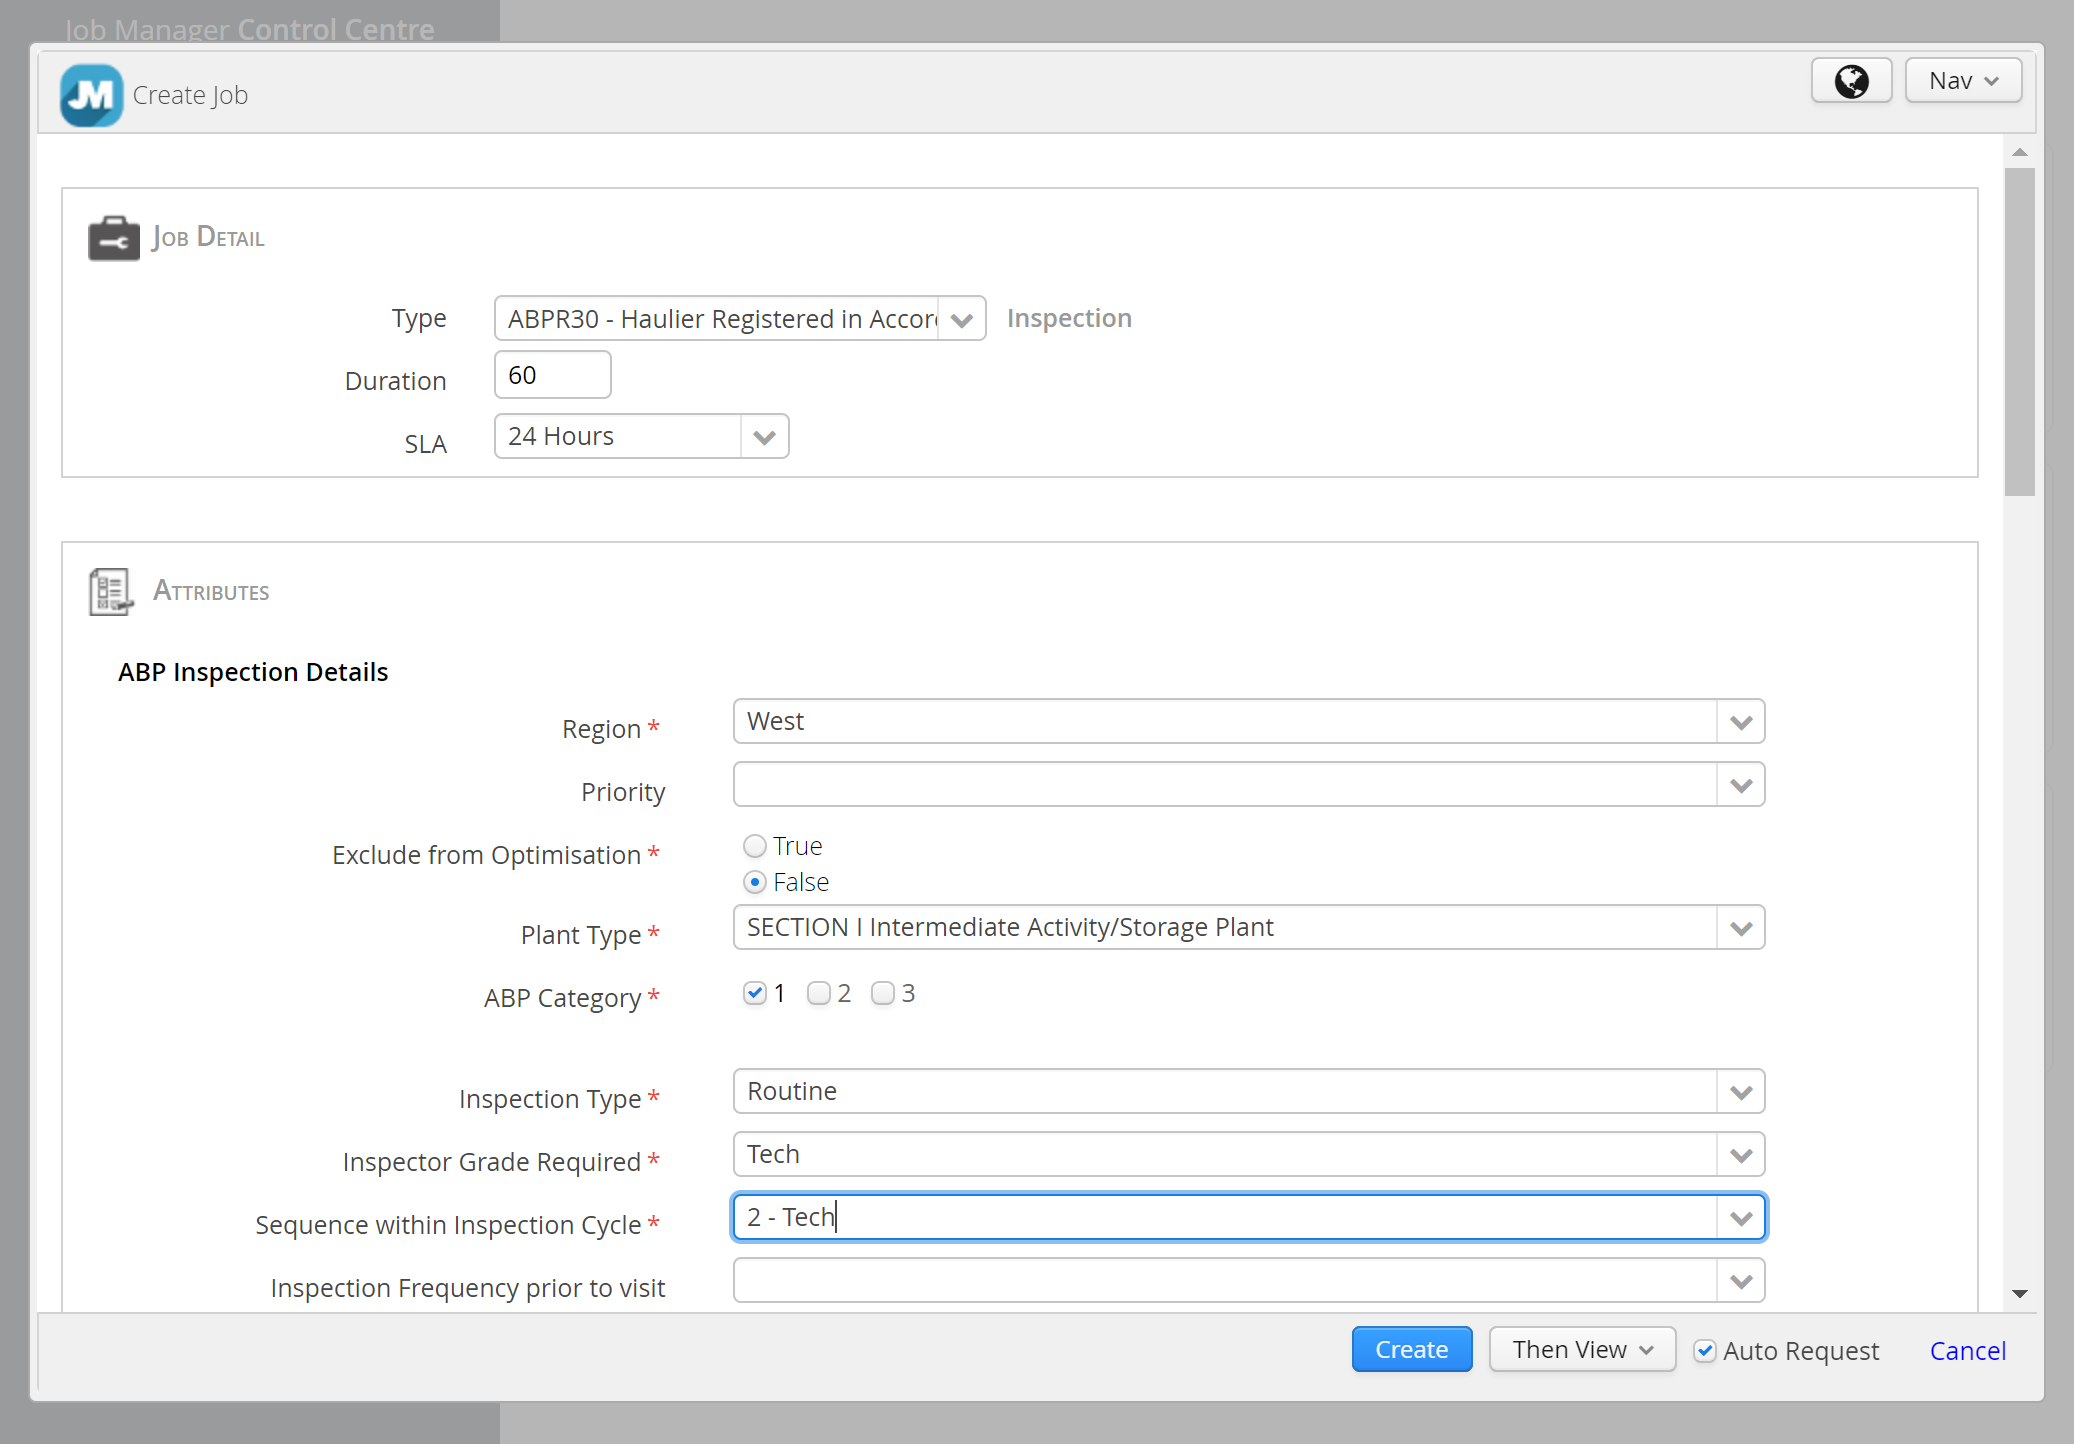 Job Manager Control Centre
JM Create Job
Nav
Job Detail
Type ABPR30 - Haulier Registered in Accor Inspection
Duration 60
SLA 24 Hours
Attributes
ABP Inspection Details
Region * West
Priority
Exclude from Optimisation * True
False
Plant Type * SECTION I Intermediate Activity/Storage Plant
ABP Category * 1 2 3
Inspection Type * Routine
Inspector Grade Required * Tech
Sequence within Inspection Cycle * 2 - Tech
Inspection Frequency prior to visit
Create Then View Auto Request Cancel